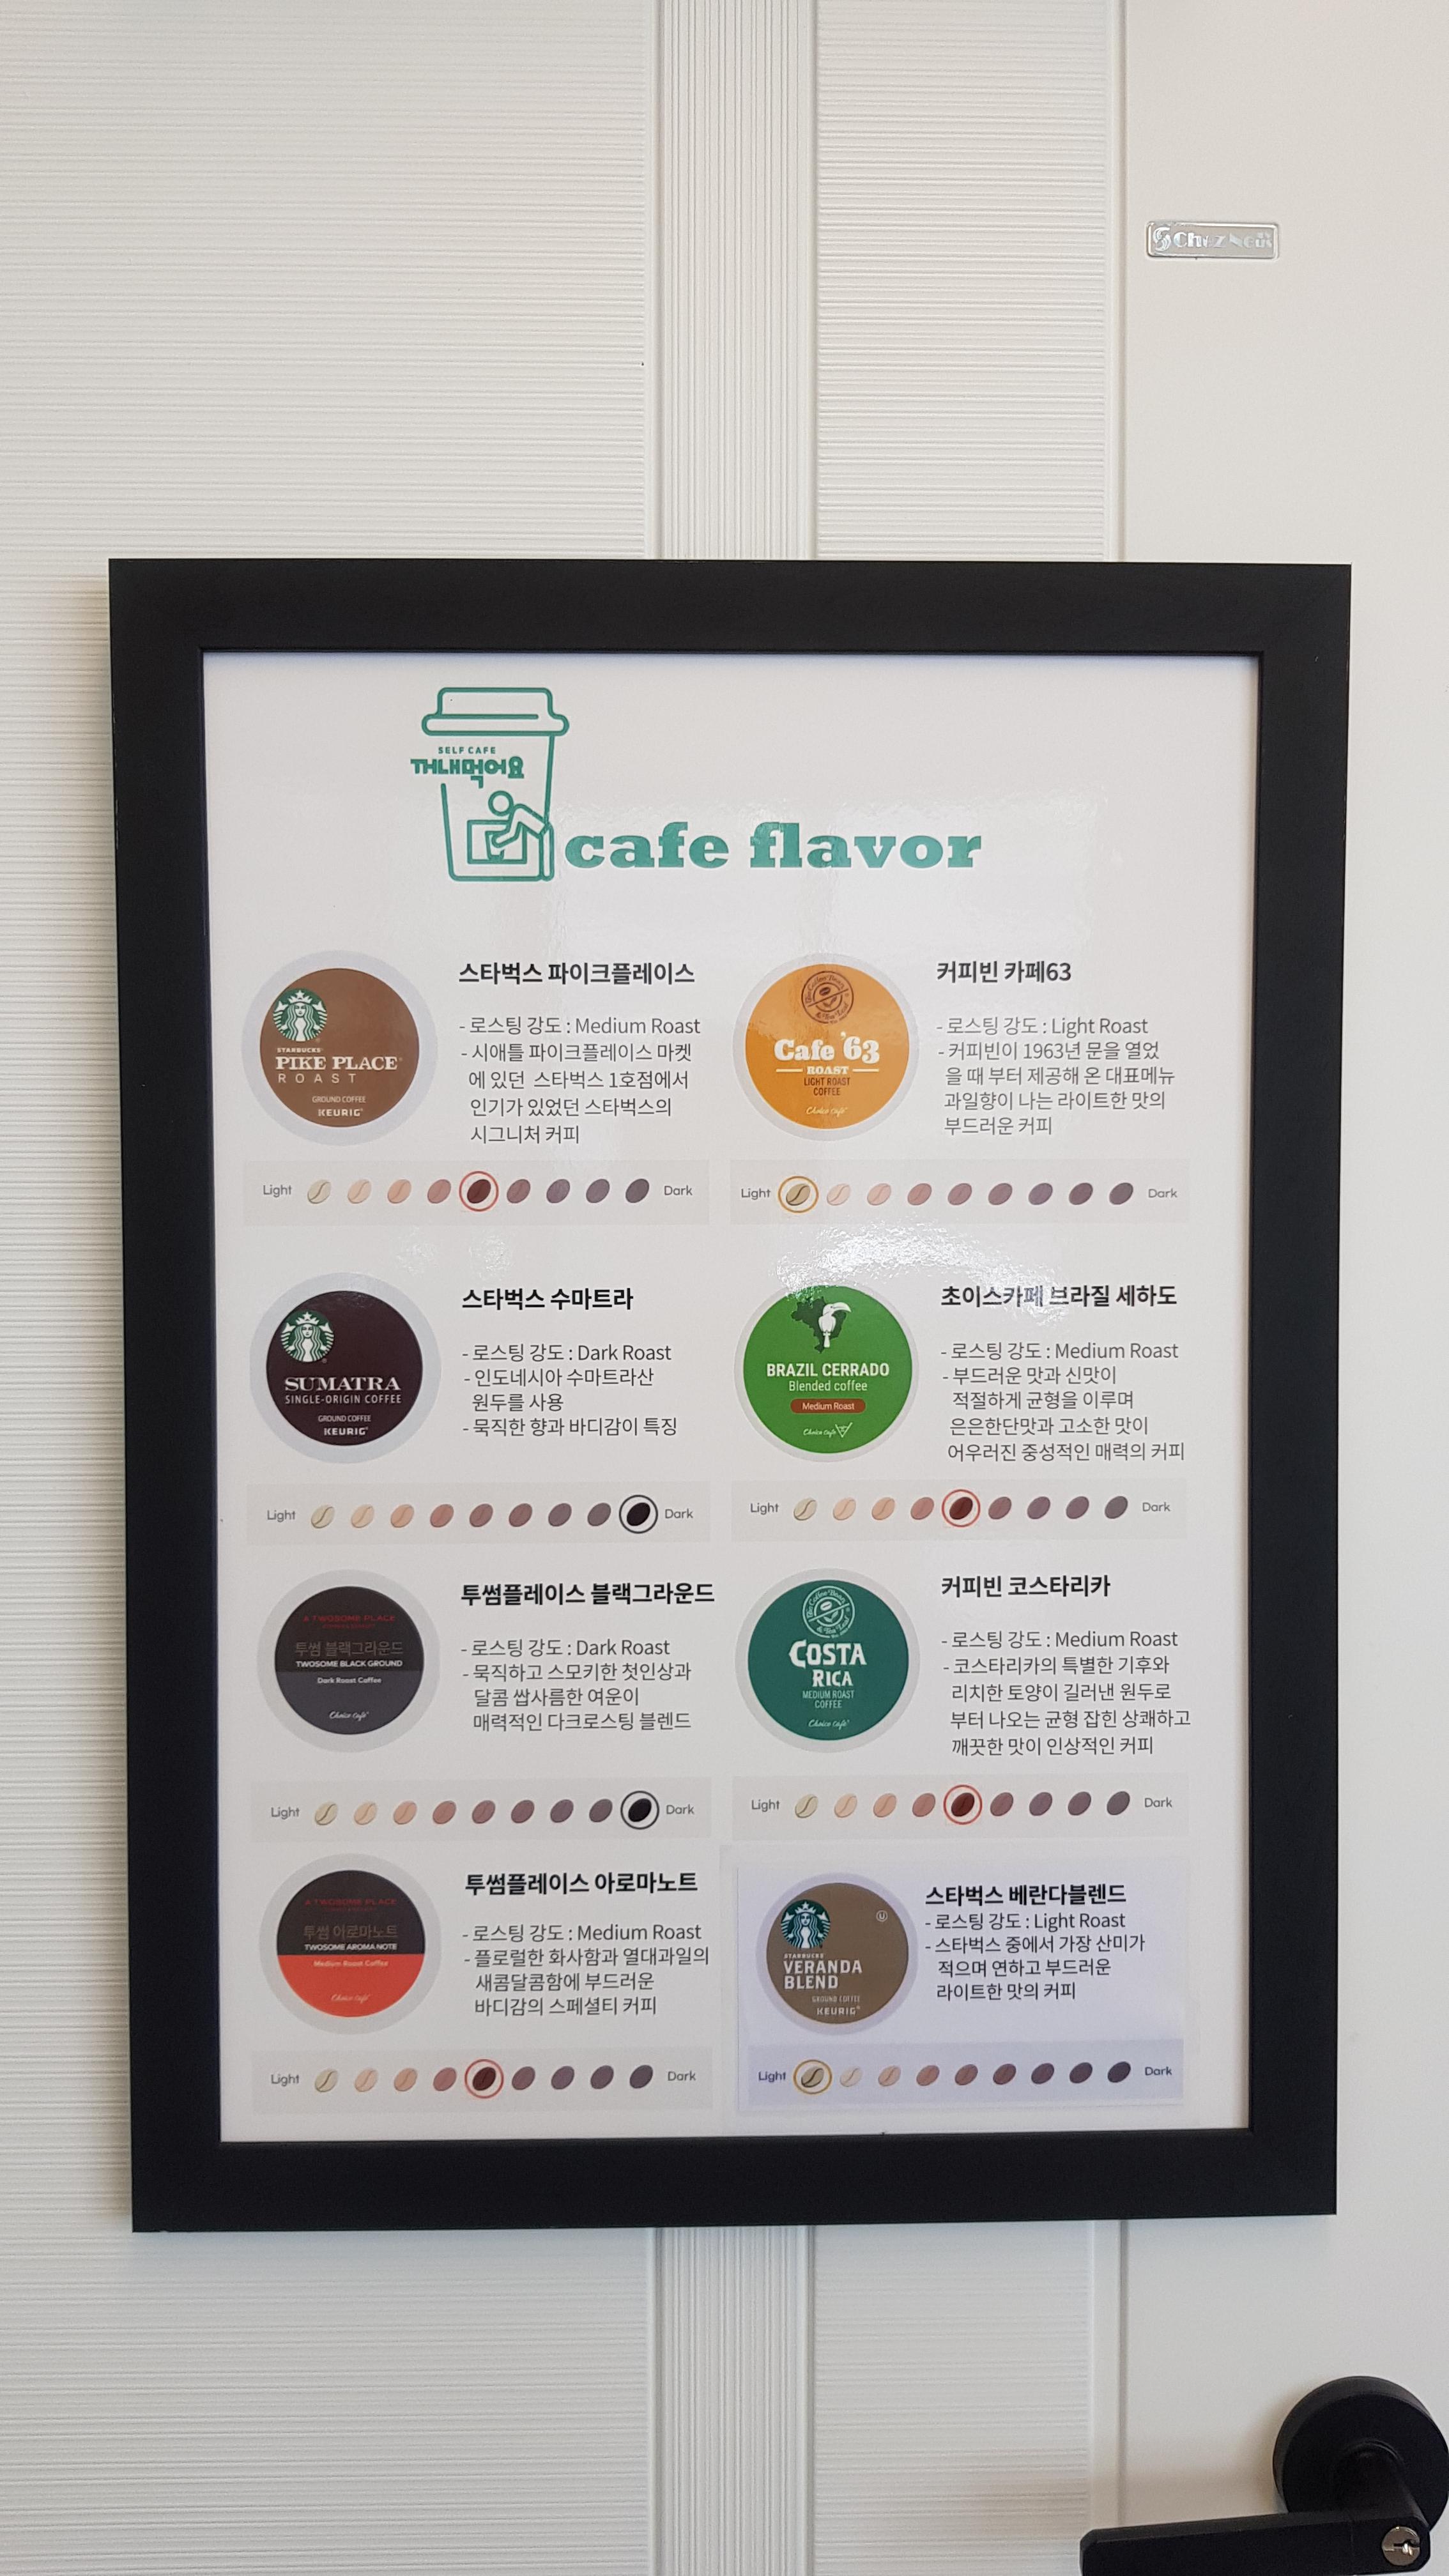 Chez Nous
SELF CAFE
꺼내먹어요
cafe flavor
STARBUCKS
PIKE PLACE
ROAST
GROUND COFFEE
KEURIG
스타벅스 파이크플레이스
- 로스팅 강도 : Medium Roast
- 시애틀 파이크플레이스 마켓
에 있던 스타벅스 1호점에서
인기가 있었던 스타벅스의
시그니처 커피
Light
Dark
Cafe '63
ROAST
LIGHT ROAST
COFFEE
Choice Cafe
커피빈 카페63
- 로스팅 강도 : Light Roast
- 커피빈이 1963년 문을 열었
을 때 부터 제공해 온 대표메뉴
과일향이 나는 라이트한 맛의
부드러운 커피
Light
Dark
SUMATRA
SINGLE-ORIGIN COFFEE
GROUND COFFEE
KEURIG
스타벅스 수마트라
- 로스팅 강도 : Dark Roast
- 인도네시아 수마트라산
원두를 사용
- 묵직한 향과 바디감이 특징
Light
Dark
BRAZIL CERRADO
Blended coffee
Medium Roast
Choice Cafe
초이스카페 브라질 세하도
- 로스팅 강도 : Medium Roast
- 부드러운 맛과 신맛이
적절하게 균형을 이루며
은은한단맛과 고소한 맛이
어우러진 중성적인 매력의 커피
Light
Dark
A TWOSOME PLACE
투썸 블랙그라운드
TWOSOME BLACK GROUND
Dark Roast Coffee
Choice Cafe
투썸플레이스 블랙그라운드
- 로스팅 강도 : Dark Roast
- 묵직하고 스모키한 첫인상과
달콤 쌉사름한 여운이
매력적인 다크로스팅 블렌드
Light
Dark
COSTA
RICA
MEDIUM ROAST
COFFEE
Choice Cafe
커피빈 코스타리카
- 로스팅 강도 : Medium Roast
- 코스타리카의 특별한 기후와
리치한 토양이 길러낸 원두로
부터 나오는 균형 잡힌 상쾌하고
깨끗한 맛이 인상적인 커피
Light
Dark
A TWOSOME PLACE
투썸 아로마노트
TWOSOME AROMA NOTE
Medium Roast Coffee
Choice Cafe
투썸플레이스 아로마노트
- 로스팅 강도 : Medium Roast
- 플로럴한 화사함과 열대과일의
새콤달콤함에 부드러운
바디감의 스페셜티 커피
Light
Dark
STARBUCKS
VERANDA
BLEND
GROUND COFFEE
KEURIG
스타벅스 베란다블렌드
- 로스팅 강도 : Light Roast
- 스타벅스 중에서 가장 산미가
적으며 연하고 부드러운
라이트한 맛의 커피
Light
Dark